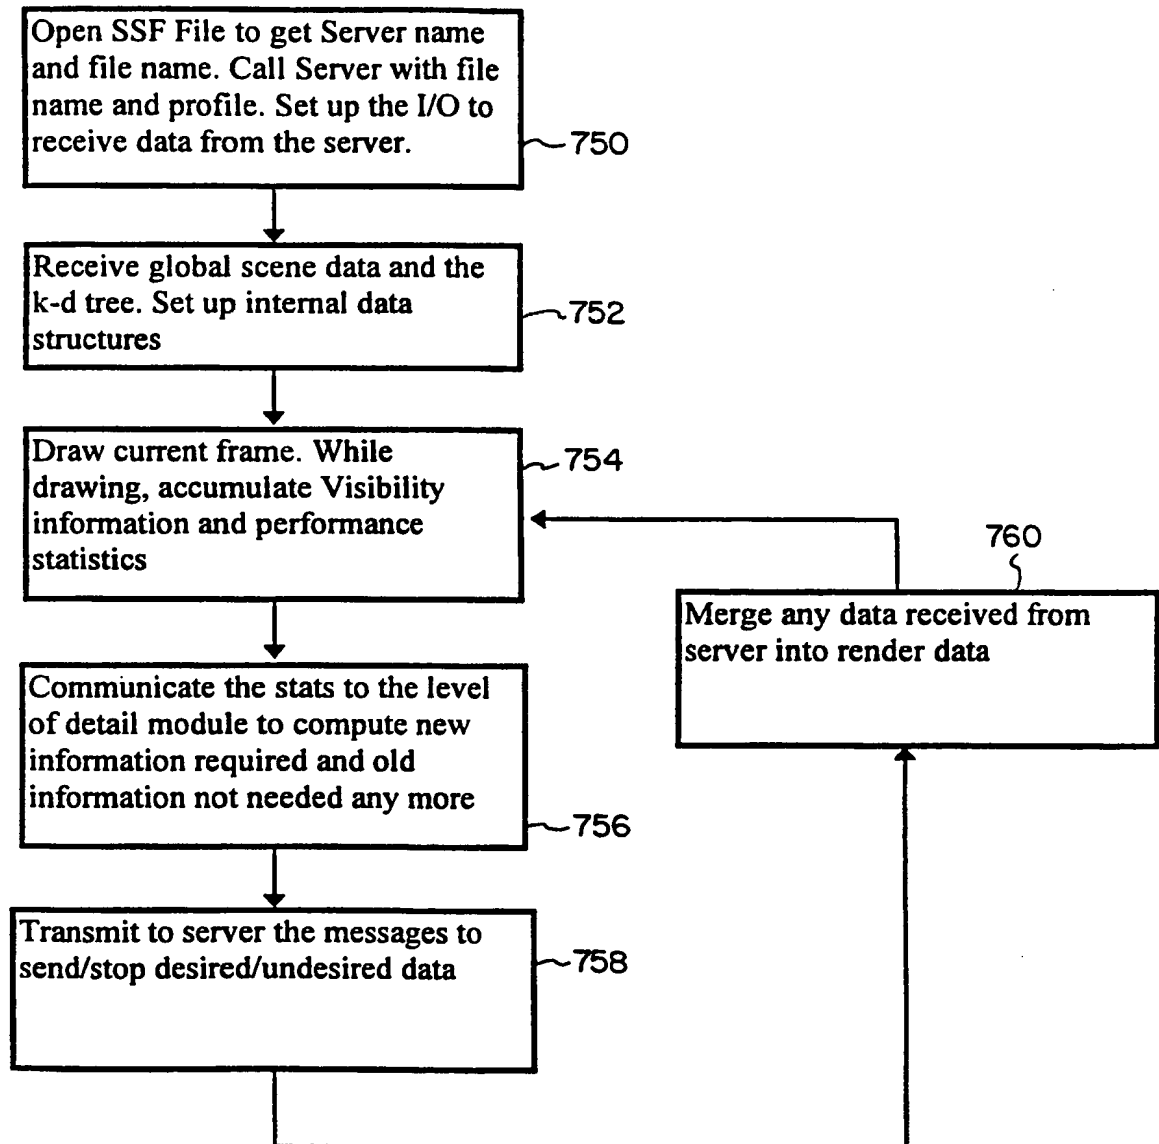 Open SSF File to get Server name
and file name. Call Server with file
name and profile. Set up the I/O to
receive data from the server.
750
Receive global scene data and the
k-d tree. Set up internal data
structures
752
Draw current frame. While
drawing, accumulate Visibility
information and performance
statistics
754
760
Merge any data received from
server into render data
Communicate the stats to the level
of detail module to compute new
information required and old
information not needed any more
756
Transmit to server the messages to
send/stop desired/undesired data
758